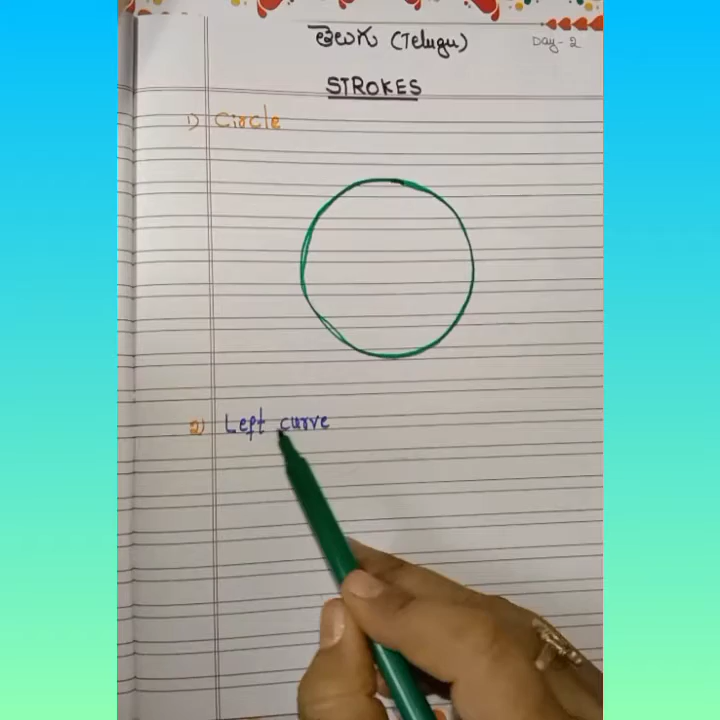 తెలుగు (Telugu)
Day - 2
STROKES
1) Circle
2) Left curve